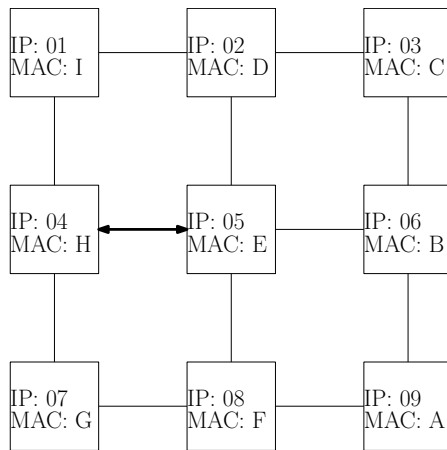 IP: 01
MAC: I
IP: 02
MAC: D
IP: 03
MAC: C
IP: 04
MAC: H
IP: 05
MAC: E
IP: 06
MAC: B
IP: 07
MAC: G
IP: 08
MAC: F
IP: 09
MAC: A